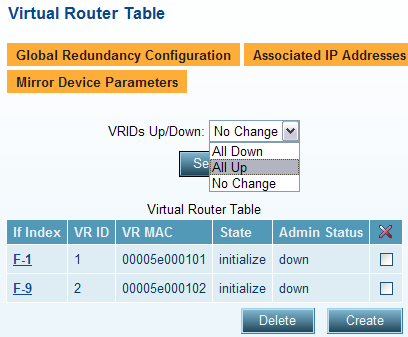 Virtual Router Table
Global Redundancy Configuration Associated IP Addresses
Mirror Device Parameters
VRIDs Up/Down: No Change
All Down
All Up
No Change
Se
Virtual Router Table
If Index VR ID VR MAC State Admin Status
F-1 1 00005e000101 initialize down
F-9 2 00005e000102 initialize down
Delete Create